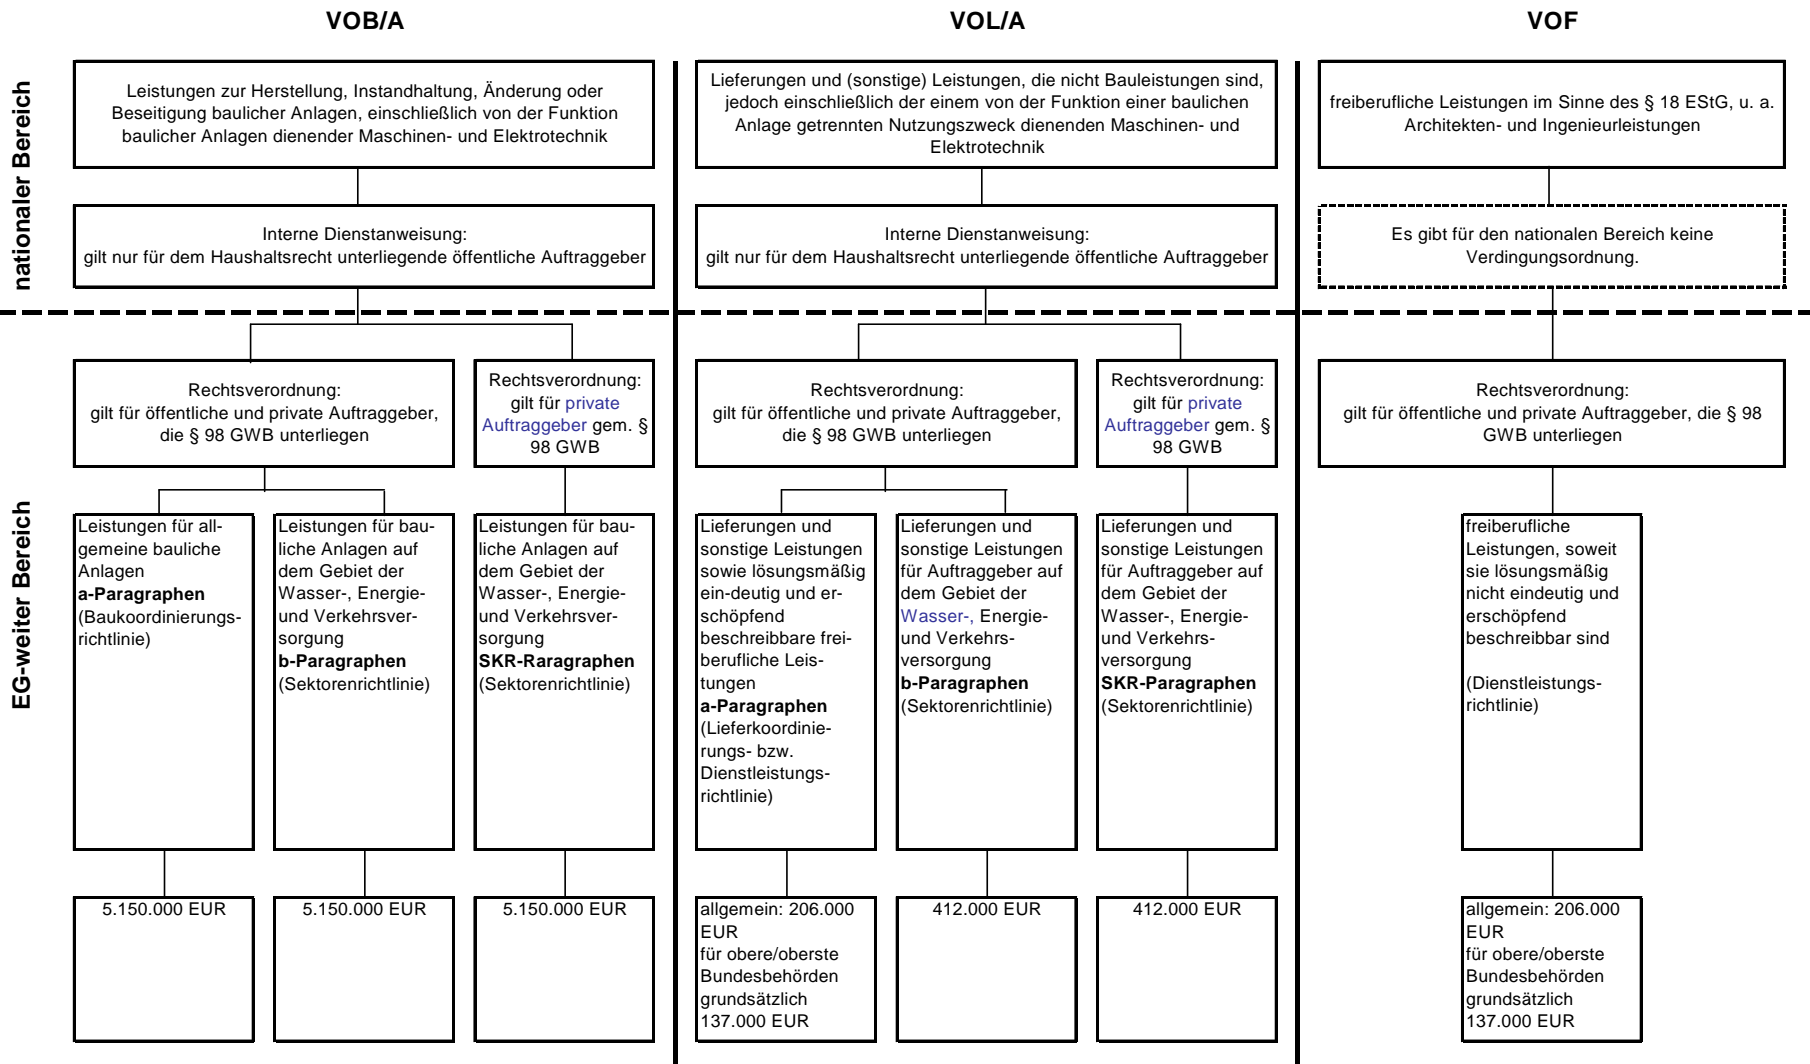 VOB/A
VOL/A
VOF
nationaler Bereich
Leistungen zur Herstellung, Instandhaltung, Änderung oder
Beseitigung baulicher Anlagen, einschließlich von der Funktion
baulicher Anlagen dienender Maschinen- und Elektrotechnik
Lieferungen und (sonstige) Leistungen, die nicht Bauleistungen sind,
jedoch einschließlich der einem von der Funktion einer baulichen
Anlage getrennten Nutzungszweck dienenden Maschinen- und
Elektrotechnik
freiberufliche Leistungen im Sinne des § 18 EStG, u. a.
Architekten- und Ingenieurleistungen
Interne Dienstanweisung:
gilt nur für dem Haushaltsrecht unterliegende öffentliche Auftraggeber
Interne Dienstanweisung:
gilt nur für dem Haushaltsrecht unterliegende öffentliche Auftraggeber
Es gibt für den nationalen Bereich keine
Verdingungsordnung.
EG-weiter Bereich
Rechtsverordnung:
gilt für öffentliche und private Auftraggeber,
die § 98 GWB unterliegen
Rechtsverordnung:
gilt für private
Auftraggeber gem. §
98 GWB
Rechtsverordnung:
gilt für öffentliche und private Auftraggeber,
die § 98 GWB unterliegen
Rechtsverordnung:
gilt für private
Auftraggeber gem. §
98 GWB
Rechtsverordnung:
gilt für öffentliche und private Auftraggeber, die § 98
GWB unterliegen
Leistungen für all-
gemeine bauliche
Anlagen
a-Paragraphen
(Baukoordinierungs-
richtlinie)
Leistungen für bau-
liche Anlagen auf
dem Gebiet der
Wasser-, Energie-
und Verkehrsver-
sorgung
b-Paragraphen
(Sektorenrichtlinie)
Leistungen für bau-
liche Anlagen auf
dem Gebiet der
Wasser-, Energie-
und Verkehrsver-
sorgung
SKR-Raragraphen
(Sektorenrichtlinie)
Lieferungen und
sonstige Leistungen
sowie lösungsmäßig
ein-deutig und er-
schöpfend
beschreibbare frei-
berufliche Leis-
tungen
a-Paragraphen
(Lieferkoordinie-
rungs- bzw.
Dienstleistungs-
richtlinie)
Lieferungen und
sonstige Leistungen
für Auftraggeber auf
dem Gebiet der
Wasser-, Energie-
und Verkehrs-
versorgung
b-Paragraphen
(Sektorenrichtlinie)
Lieferungen und
sonstige Leistungen
für Auftraggeber auf
dem Gebiet der
Wasser-, Energie-
und Verkehrs-
versorgung
SKR-Paragraphen
(Sektorenrichtlinie)
freiberufliche
Leistungen, soweit
sie lösungsmäßig
nicht eindeutig und
erschöpfend
beschreibbar sind
(Dienstleistungs-
richtlinie)
5.150.000 EUR
5.150.000 EUR
5.150.000 EUR
allgemein: 206.000
EUR
für obere/oberste
Bundesbehörden
grundsätzlich
137.000 EUR
412.000 EUR
412.000 EUR
allgemein: 206.000
EUR
für obere/oberste
Bundesbehörden
grundsätzlich
137.000 EUR